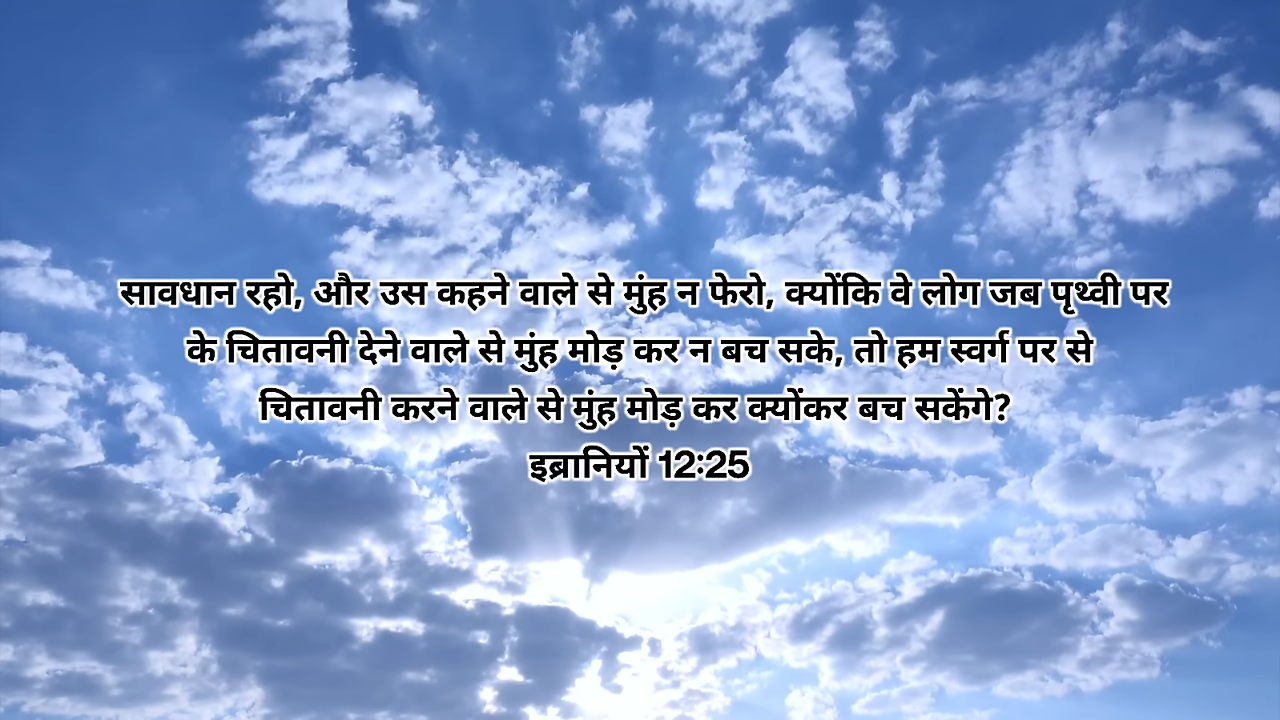 सावधान रहो, और उस कहने वाले से मुंह न फेरो, क्योंकि वे लोग जब पृथ्वी पर
के चितावनी देने वाले से मुंह मोड़ कर न बच सके, तो हम स्वर्ग पर से
चितावनी करने वाले से मुंह मोड़ कर क्योंकर बच सकेंगे?
इब्रानियों 12:25